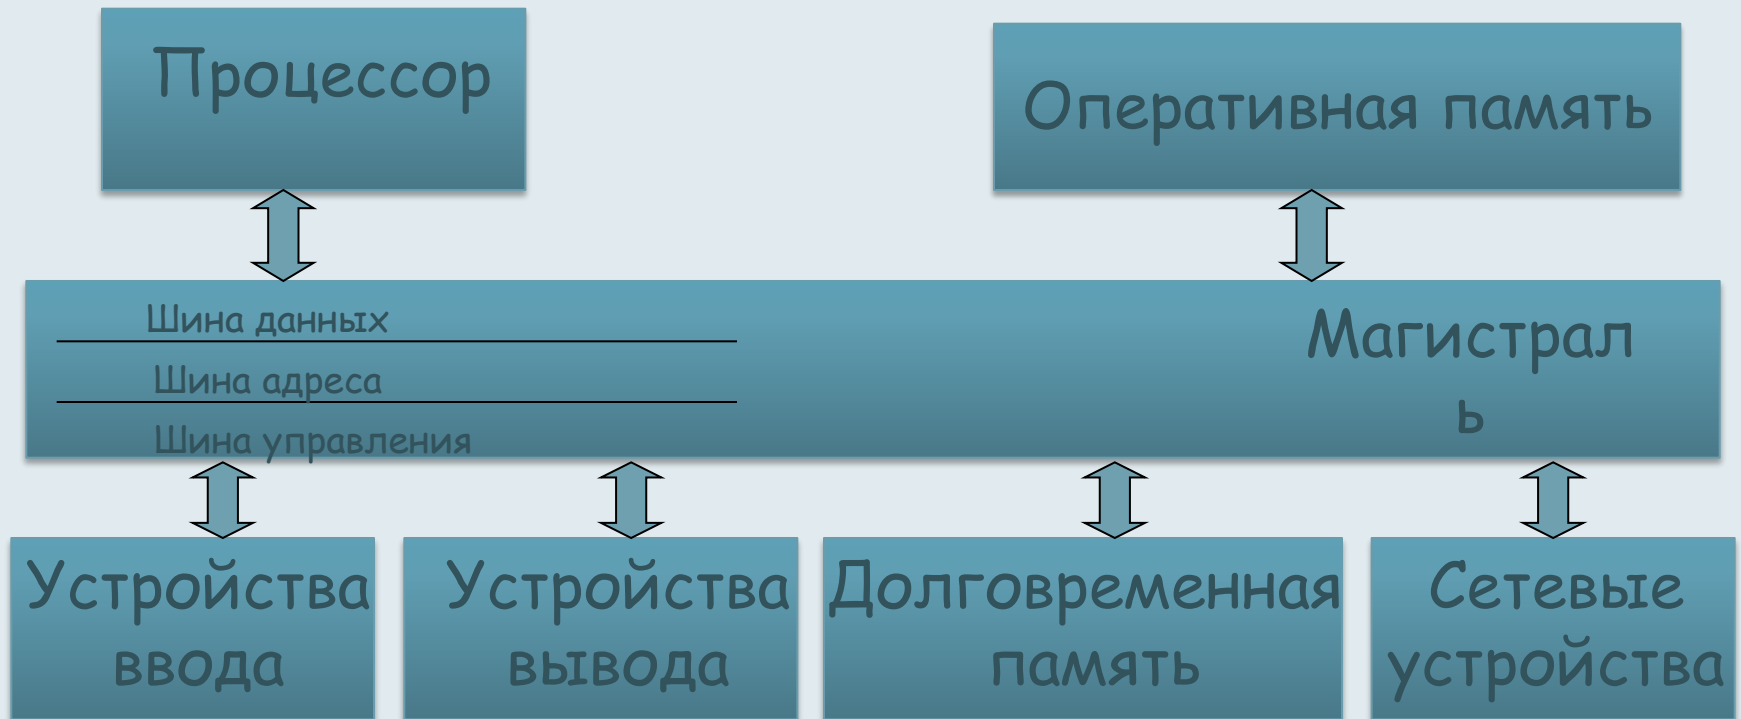 Процессор
Оперативная память
Шина данных
Шина адреса
Шина управления
Магистрал
ь
Устройства
ввода
Устройства
вывода
Долговременная
память
Сетевые
устройства